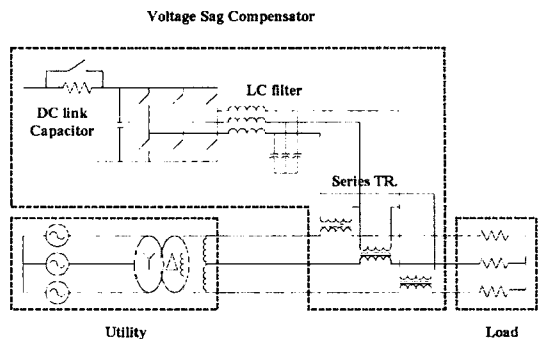 Voltage Sag Compensator
LC filter
DC link
Capacitor
Series TR.
Y
Δ
Utility
Load